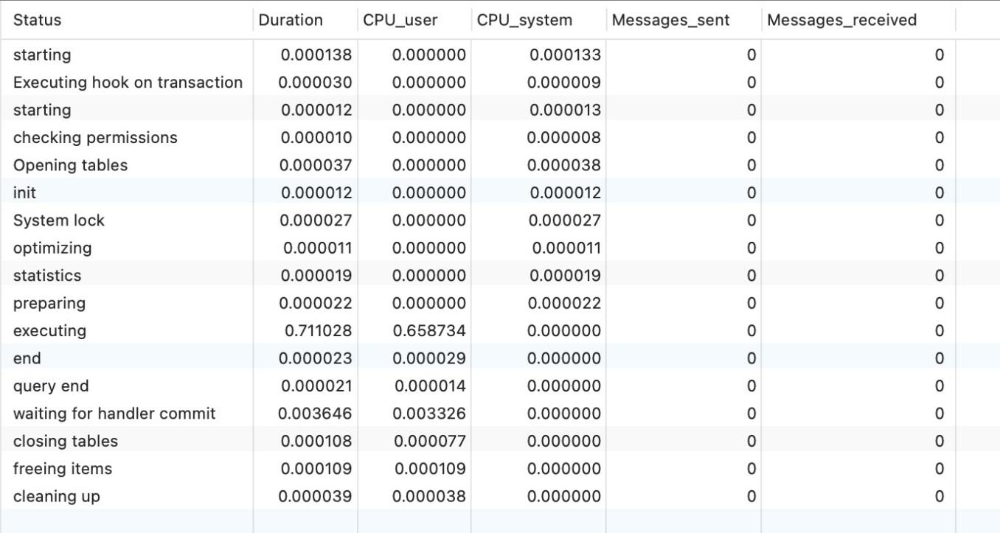 Status Duration CPU_user CPU_system Messages_sent Messages_received
starting 0.000138 0.000000 0.000133 0 0
Executing hook on transaction 0.000030 0.000000 0.000009 0 0
starting 0.000012 0.000000 0.000013 0 0
checking permissions 0.000010 0.000000 0.000008 0 0
Opening tables 0.000037 0.000000 0.000038 0 0
init 0.000012 0.000000 0.000012 0 0
System lock 0.000027 0.000000 0.000027 0 0
optimizing 0.000011 0.000000 0.000011 0 0
statistics 0.000019 0.000000 0.000019 0 0
preparing 0.000022 0.000000 0.000022 0 0
executing 0.711028 0.658734 0.000000 0 0
end 0.000023 0.000029 0.000000 0 0
query end 0.000021 0.000014 0.000000 0 0
waiting for handler commit 0.003646 0.003326 0.000000 0 0
closing tables 0.000108 0.000077 0.000000 0 0
freeing items 0.000109 0.000109 0.000000 0 0
cleaning up 0.000039 0.000038 0.000000 0 0